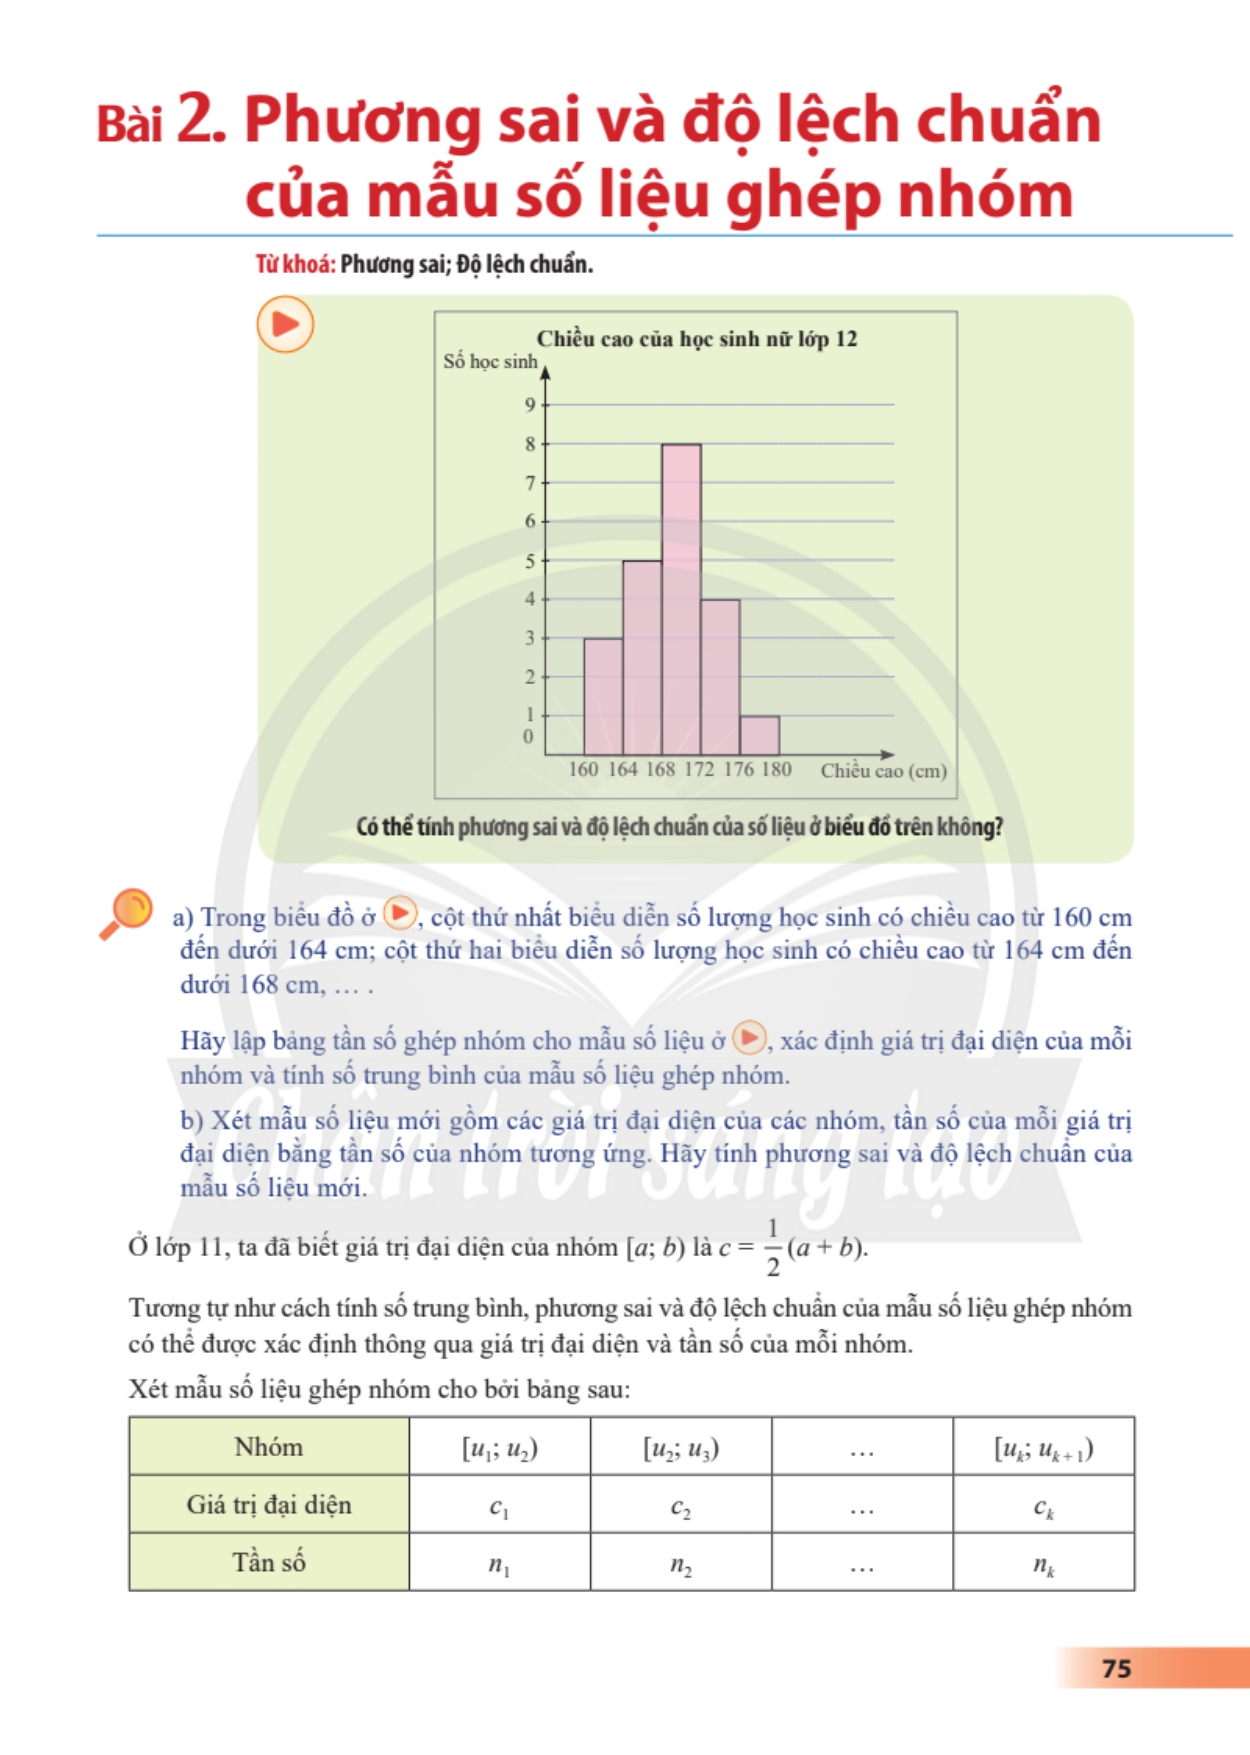 Bài 2. Phương sai và độ lệch chuẩn
của mẫu số liệu ghép nhóm
Từ khoá: Phương sai; Độ lệch chuẩn.
Chiều cao của học sinh nữ lớp 12
Số học sinh
9
8
7
6
5
4
3
2
1
0
160 164 168 172 176 180 Chiều cao (cm)
Có thể tính phương sai và độ lệch chuẩn của số liệu ở biểu đồ trên không?
a) Trong biểu đồ ở , cột thứ nhất biểu diễn số lượng học sinh có chiều cao từ 160 cm
đến dưới 164 cm; cột thứ hai biểu diễn số lượng học sinh có chiều cao từ 164 cm đến
dưới 168 cm, … .
Hãy lập bảng tần số ghép nhóm cho mẫu số liệu ở , xác định giá trị đại diện của mỗi
nhóm và tính số trung bình của mẫu số liệu ghép nhóm.
b) Xét mẫu số liệu mới gồm các giá trị đại diện của các nhóm, tần số của mỗi giá trị
đại diện bằng tần số của nhóm tương ứng. Hãy tính phương sai và độ lệch chuẩn của
mẫu số liệu mới.
Chân trời sáng tạo
Ở lớp 11, ta đã biết giá trị đại diện của nhóm [a; b) là c = 1/2 (a + b).
Tương tự như cách tính số trung bình, phương sai và độ lệch chuẩn của mẫu số liệu ghép nhóm
có thể được xác định thông qua giá trị đại diện và tần số của mỗi nhóm.
Xét mẫu số liệu ghép nhóm cho bởi bảng sau:
Nhóm [u₁; u₂) [u₂; u₃) … [uₖ; uₖ₊₁)
Giá trị đại diện c₁ c₂ … cₖ
Tần số n₁ n₂ … nₖ
75